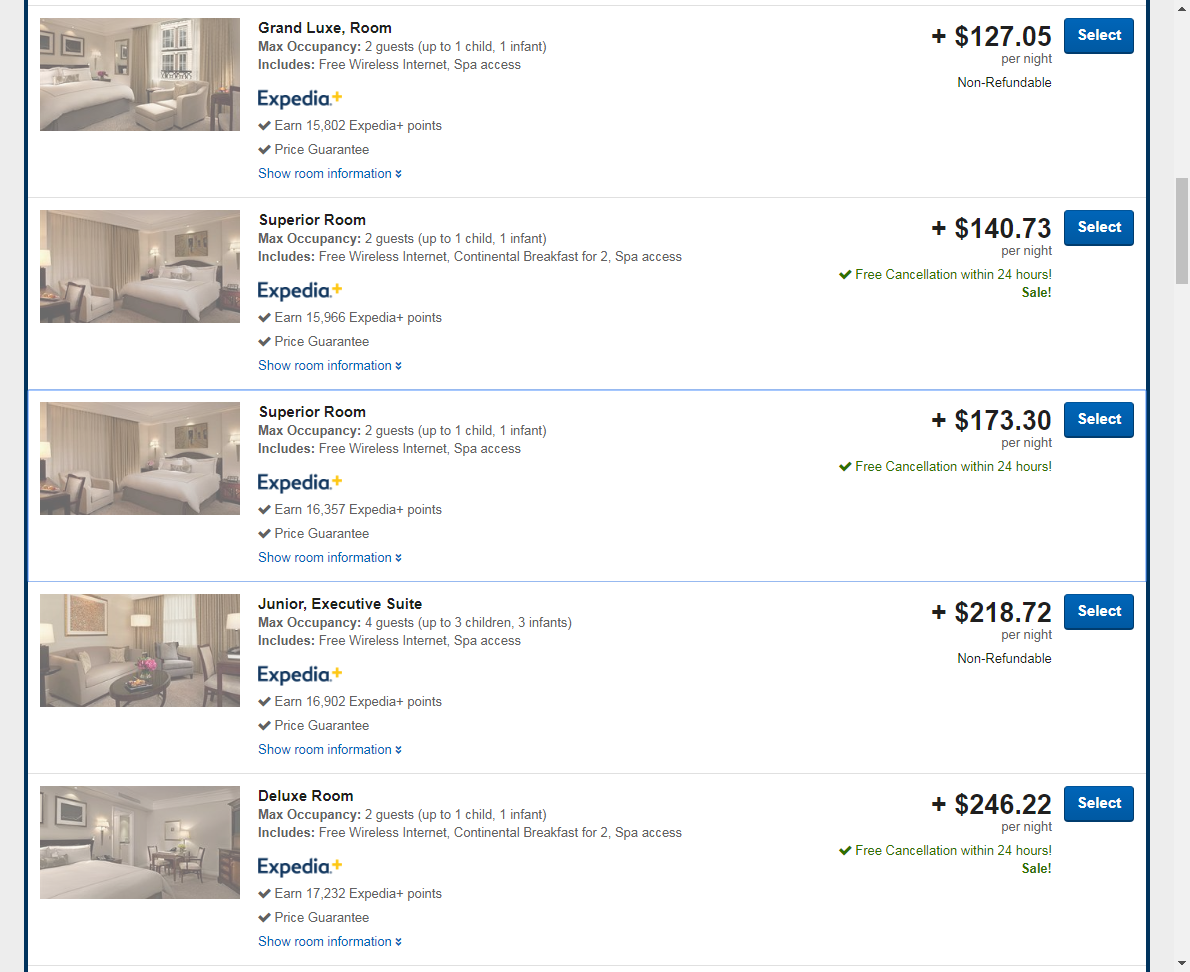 Grand Luxe, Room
Max Occupancy: 2 guests (up to 1 child, 1 infant)
Includes: Free Wireless Internet, Spa access
Expedia+
Earn 15,802 Expedia+ points
Price Guarantee
Show room information
+ $127.05
per night
Non-Refundable
Select
Superior Room
Max Occupancy: 2 guests (up to 1 child, 1 infant)
Includes: Free Wireless Internet, Continental Breakfast for 2, Spa access
Expedia+
Earn 15,966 Expedia+ points
Price Guarantee
Show room information
+ $140.73
per night
Free Cancellation within 24 hours!
Sale!
Select
Superior Room
Max Occupancy: 2 guests (up to 1 child, 1 infant)
Includes: Free Wireless Internet, Spa access
Expedia+
Earn 16,357 Expedia+ points
Price Guarantee
Show room information
+ $173.30
per night
Free Cancellation within 24 hours!
Select
Junior, Executive Suite
Max Occupancy: 4 guests (up to 3 children, 3 infants)
Includes: Free Wireless Internet, Spa access
Expedia+
Earn 16,902 Expedia+ points
Price Guarantee
Show room information
+ $218.72
per night
Non-Refundable
Select
Deluxe Room
Max Occupancy: 2 guests (up to 1 child, 1 infant)
Includes: Free Wireless Internet, Continental Breakfast for 2, Spa access
Expedia+
Earn 17,232 Expedia+ points
Price Guarantee
Show room information
+ $246.22
per night
Free Cancellation within 24 hours!
Sale!
Select